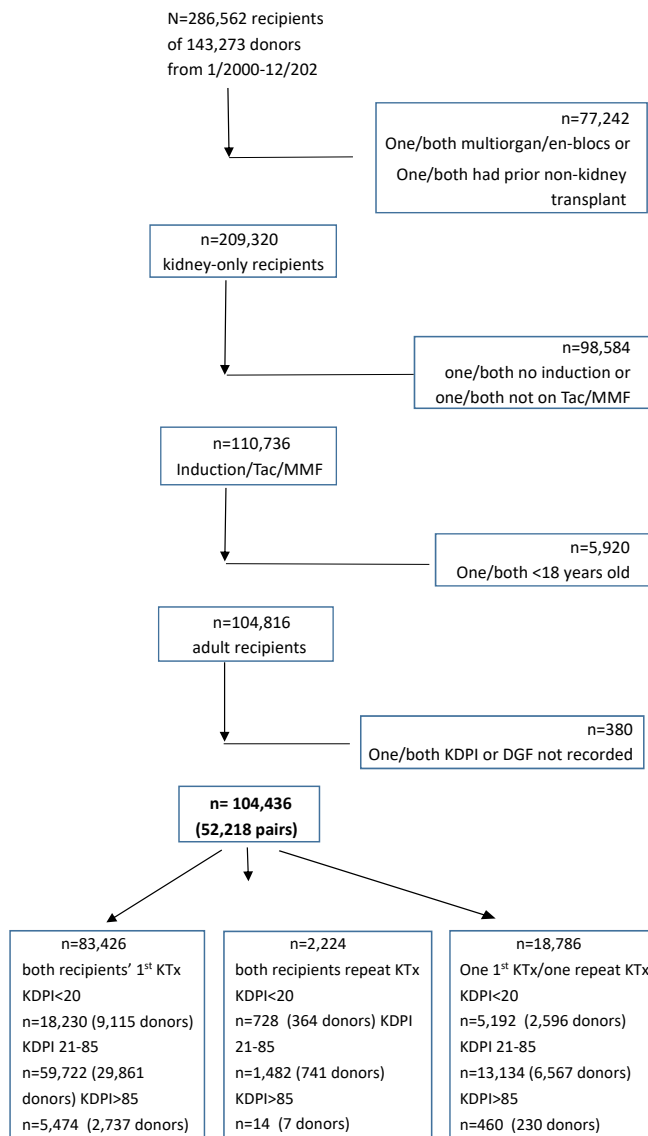 N=286,562 recipients
of 143,273 donors
from 1/2000-12/202
n=77,242
One/both multiorgan/en-blocs or
One/both had prior non-kidney
transplant
n=209,320
kidney-only recipients
n=98,584
one/both no induction or
one/both not on Tac/MMF
n=110,736
Induction/Tac/MMF
n=5,920
One/both <18 years old
n=104,816
adult recipients
n=380
One/both KDPI or DGF not recorded
n= 104,436
(52,218 pairs)
n=83,426
both recipients' 1st KTx
KDPI<20
n=18,230 (9,115 donors)
KDPI 21-85
n=59,722 (29,861
donors) KDPI>85
n=5,474 (2,737 donors)
n=2,224
both recipients repeat KTx
KDPI<20
n=728 (364 donors) KDPI
21-85
n=1,482 (741 donors)
KDPI>85
n=14 (7 donors)
n=18,786
One 1st KTx/one repeat KTx
KDPI<20
n=5,192 (2,596 donors)
KDPI 21-85
n=13,134 (6,567 donors)
KDPI>85
n=460 (230 donors)